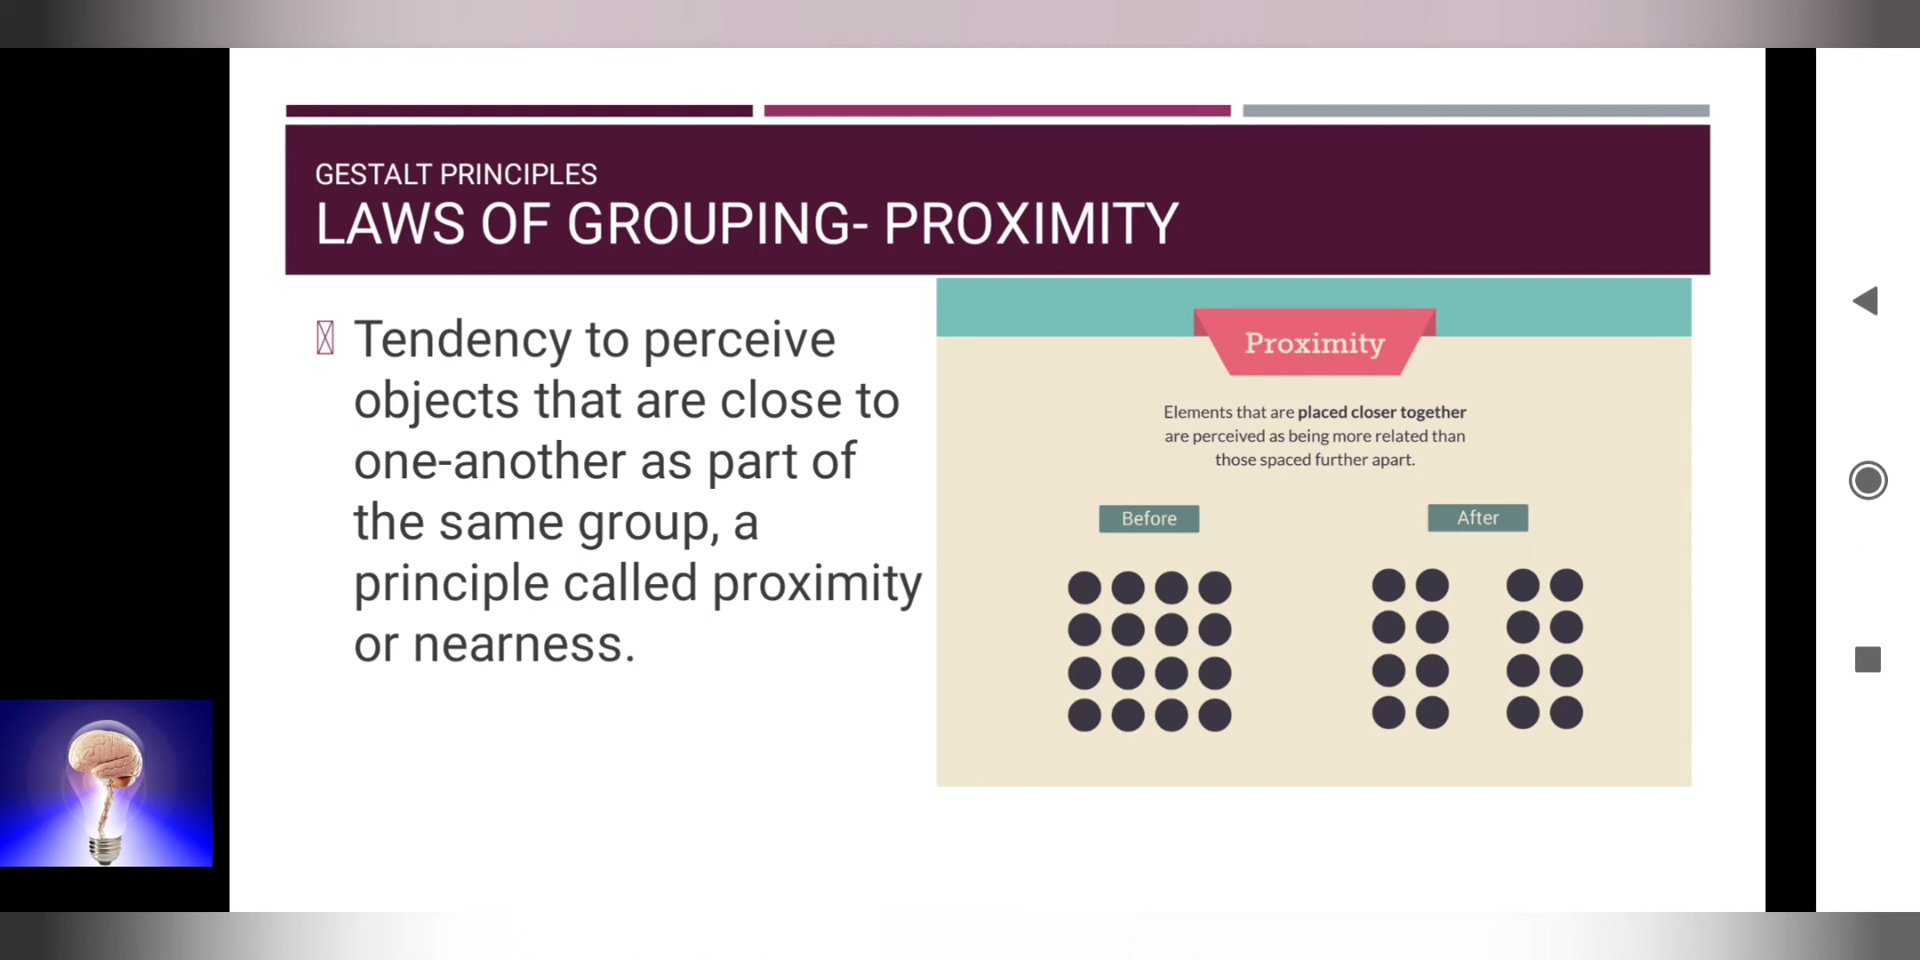 GESTALT PRINCIPLES
LAWS OF GROUPING- PROXIMITY
Tendency to perceive
objects that are close to
one-another as part of
the same group, a
principle called proximity
or nearness.
Proximity
Elements that are placed closer together
are perceived as being more related than
those spaced further apart.
Before
After